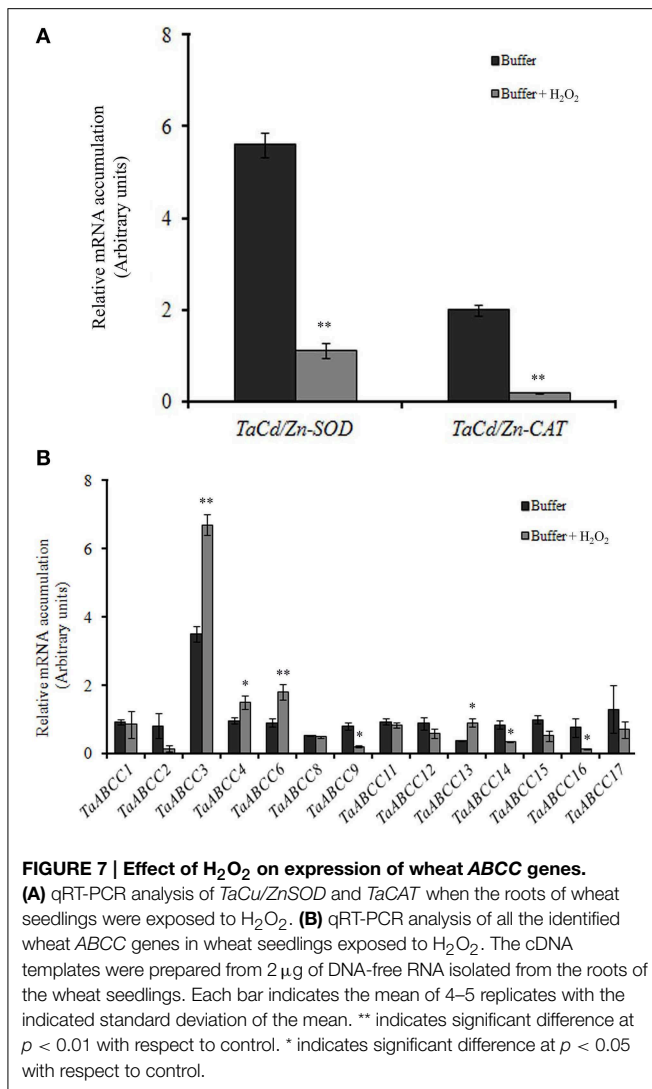 A
8
6
4
2
0
Relative mRNA accumulation
(Arbitrary units)
Buffer
Buffer + H₂O₂
**
**
TaCd/Zn-SOD
TaCd/Zn-CAT
B
8
6
4
2
0
Relative mRNA accumulation
(Arbitrary units)
Buffer
Buffer + H₂O₂
**
*
**
*
*
*
*
TaABCC1
TaABCC2
TaABCC3
TaABCC4
TaABCC6
TaABCC8
TaABCC9
TaABCC11
TaABCC12
TaABCC13
TaABCC14
TaABCC15
TaABCC16
TaABCC17
FIGURE 7 | Effect of H₂O₂ on expression of wheat ABCC genes.
(A) qRT-PCR analysis of TaCu/ZnSOD and TaCAT when the roots of wheat
seedlings were exposed to H₂O₂. (B) qRT-PCR analysis of all the identified
wheat ABCC genes in wheat seedlings exposed to H₂O₂. The cDNA
templates were prepared from 2 μg of DNA-free RNA isolated from the roots of
the wheat seedlings. Each bar indicates the mean of 4–5 replicates with the
indicated standard deviation of the mean. ** indicates significant difference at
p < 0.01 with respect to control. * indicates significant difference at p < 0.05
with respect to control.